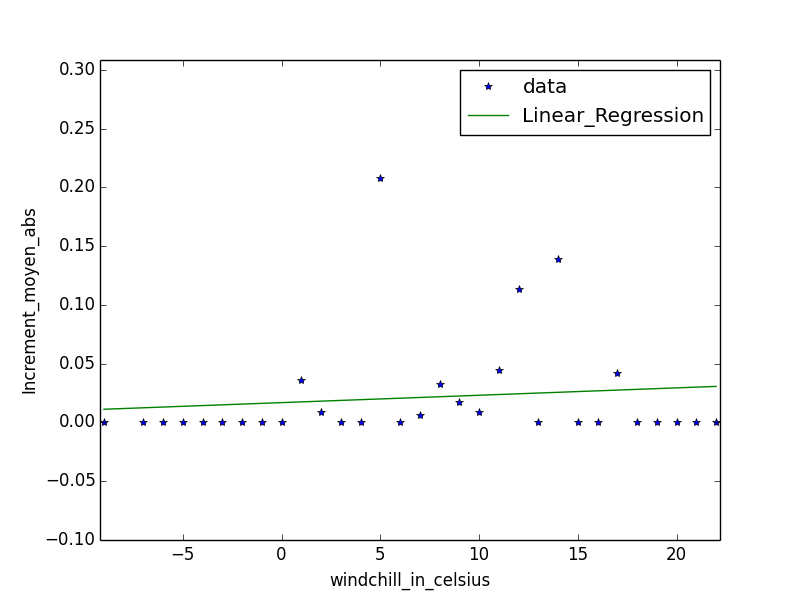 0.30
0.25
0.20
0.15
0.10
0.05
0.00
−0.05
−0.10
Increment_moyen_abs
data
Linear_Regression
−5 0 5 10 15 20
windchill_in_celsius